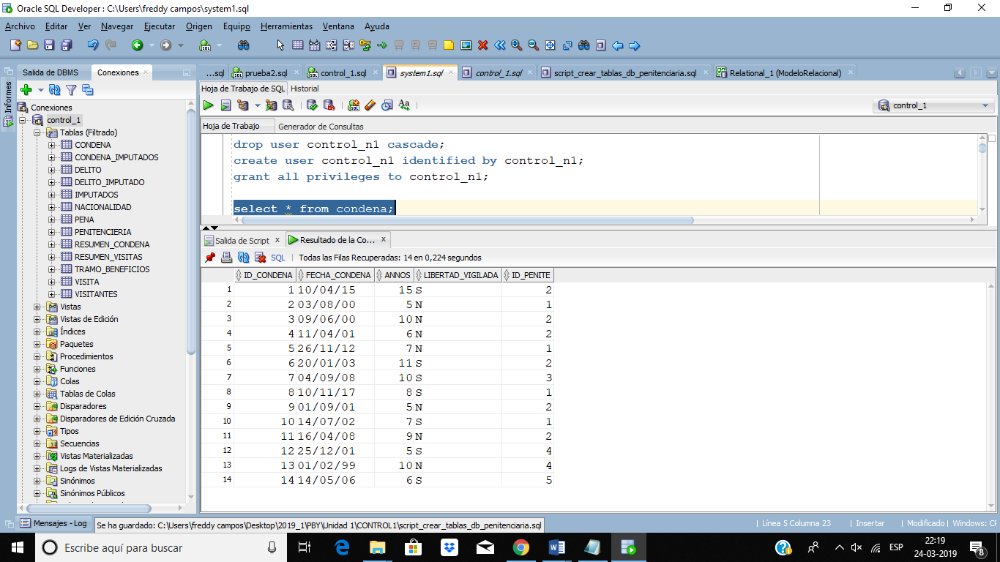 Oracle SQL Developer : C:\Users\freddy campos\system1.sql
Archivo Editar Ver Navegar Ejecutar Origen Equipo Herramientas Ventana Ayuda
Salida de DBMS Conexiones
...sql prueba2.sql control_1.sql system1.sql control_1.sql script_crear_tablas_db_penitenciaria.sql Relational_1 (ModeloRelacional)
Informes
Conexiones
control_1
Tablas (Filtrado)
CONDENA
CONDENA_IMPUTADOS
DELITO
DELITO_IMPUTADO
IMPUTADOS
NACIONALIDAD
PENA
PENITENCIERIA
RESUMEN_CONDENA
RESUMEN_VISITAS
TRAMO_BENEFICIOS
VISITA
VISITANTES
Vistas
Vistas de Edición
Índices
Paquetes
Procedimientos
Funciones
Colas
Tablas de Colas
Disparadores
Disparadores de Edición Cruzada
Tipos
Secuencias
Vistas Materializadas
Logs de Vistas Materializadas
Sinónimos
Sinónimos Públicos
Hoja de Trabajo de SQL Historial
control_1
Hoja de Trabajo Generador de Consultas
drop user control_n1 cascade;
create user control_n1 identified by control_n1;
grant all privileges to control_n1;
select * from condena;
Salida de Script x Resultado de la Co... x
SQL Todas las Filas Recuperadas: 14 en 0,224 segundos
ID_CONDENA FECHA_CONDENA ANNOS LIBERTAD_VIGILADA ID_PENITE
1 1 10/04/15 15 S 2
2 2 03/08/00 5 N 1
3 3 09/06/00 10 N 2
4 4 11/04/01 6 N 2
5 5 26/11/12 7 N 1
6 6 20/01/03 11 S 2
7 7 04/09/08 10 S 3
8 8 10/11/17 8 S 1
9 9 01/09/01 5 N 2
10 10 14/07/02 7 S 1
11 11 16/04/08 9 N 2
12 12 25/12/01 5 S 4
13 13 01/02/99 10 N 4
14 14 14/05/06 6 S 5
Mensajes - Log
Se ha guardado: C:\Users\freddy campos\Desktop\2019_1\PBY\Unidad 1\CONTROL1\script_crear_tablas_db_penitenciaria.sql
Línea 5 Columna 23 Insertar Modificado Windows: CF
Escribe aquí para buscar
ESP
22:19
24-03-2019
8